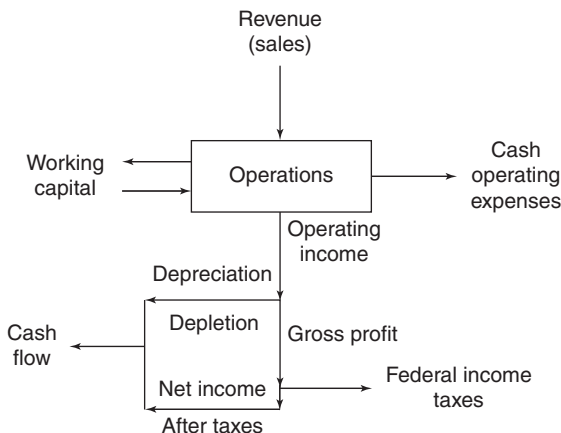 Revenue
(sales)
Working
capital
Operations
Cash
operating
expenses
Operating
income
Depreciation
Depletion
Gross profit
Cash
flow
Net income
Federal income
taxes
After taxes